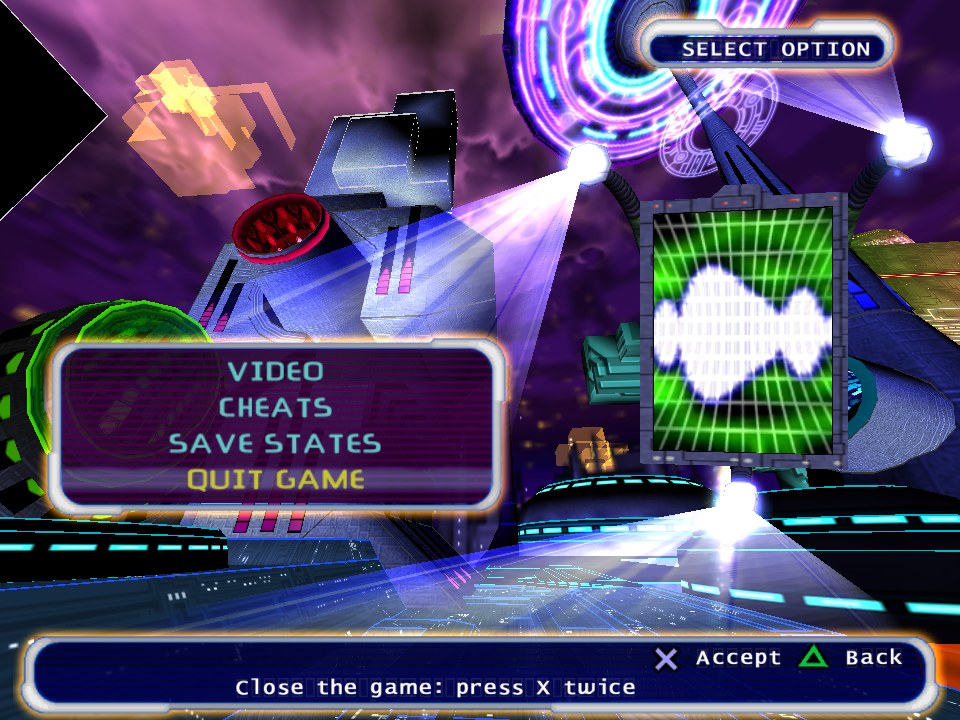 SELECT OPTION
VIDEO
CHEATS
SAVE STATES
QUIT GAME
Accept Back
Close the game: press X twice